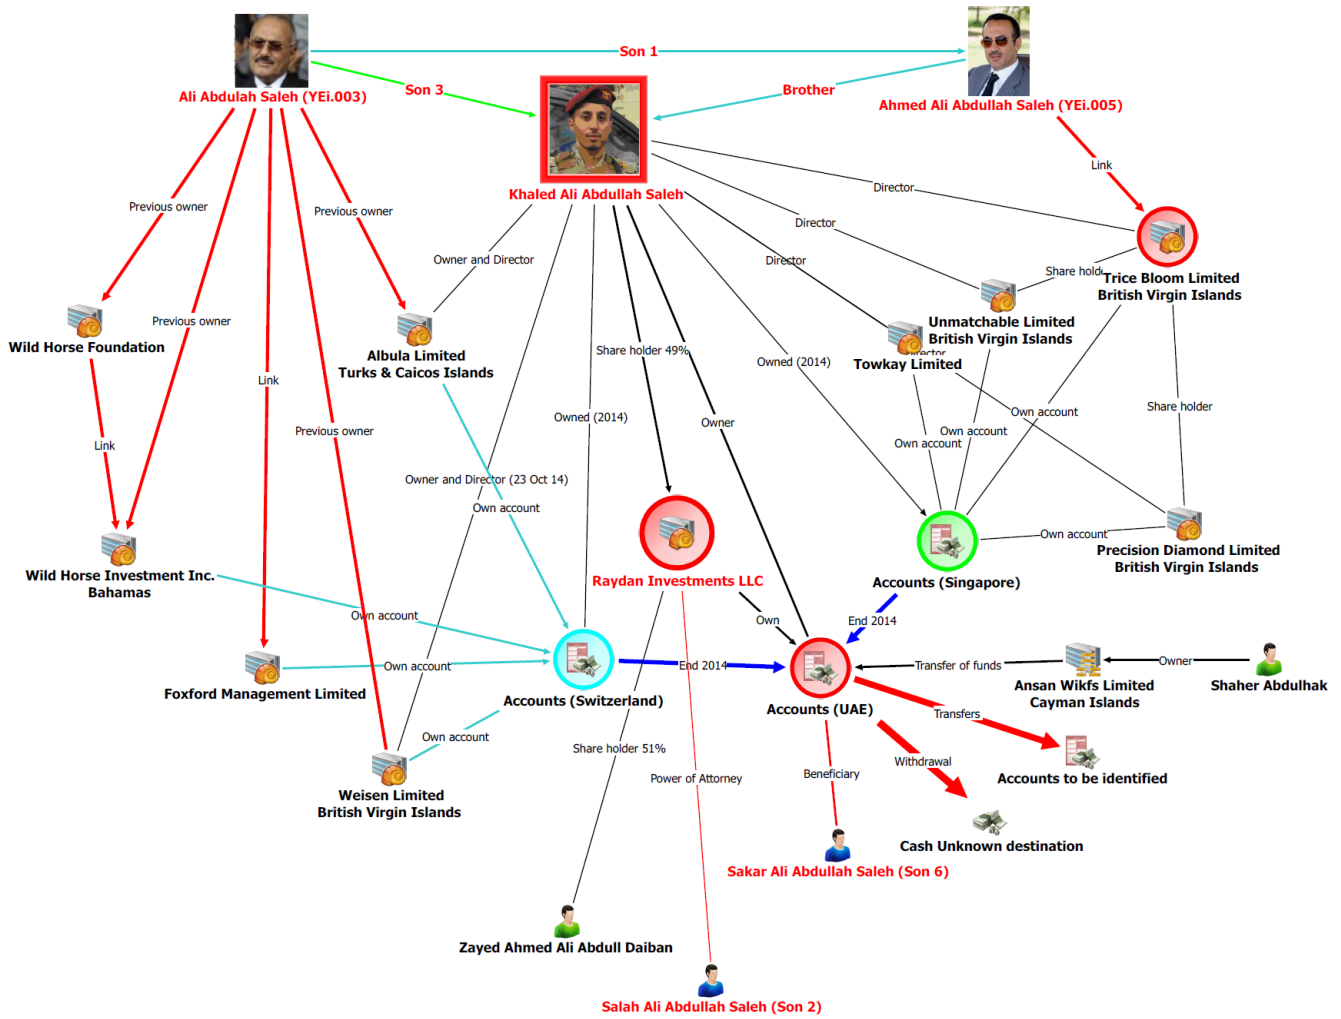 Son 1
Son 3
Brother
Ali Abdulah Saleh (YEi.003)
Ahmed Ali Abdullah Saleh (YEi.005)
Khaled Ali Abdullah Saleh
Link
Director
Previous owner
Previous owner
Director
Owner and Director
Director
Share hold
Trice Bloom Limited
British Virgin Islands
Previous owner
Wild Horse Foundation
Albula Limited
Turks & Caicos Islands
Share holder 49%
Unmatchable Limited
British Virgin Islands
Director
Towkay Limited
Owned (2014)
Link
Share holder
Own account
Owned (2014)
Owner
Previous owner
Own account
Own account
Link
Owner and Director (23 Oct 14)
Own account
Own account
Wild Horse Investment Inc.
Bahamas
Raydan Investments LLC
Accounts (Singapore)
Precision Diamond Limited
British Virgin Islands
Own account
Own
End 2014
Own account
End 2014
Transfer of funds
Owner
Foxford Management Limited
Accounts (Switzerland)
Accounts (UAE)
Ansan Wikfs Limited
Cayman Islands
Shaher Abdulhak
Transfers
Own account
Share holder 51%
Power of Attorney
Beneficiary
Withdrawal
Accounts to be identified
Weisen Limited
British Virgin Islands
Cash Unknown destination
Sakar Ali Abdullah Saleh (Son 6)
Zayed Ahmed Ali Abdull Daiban
Salah Ali Abdullah Saleh (Son 2)